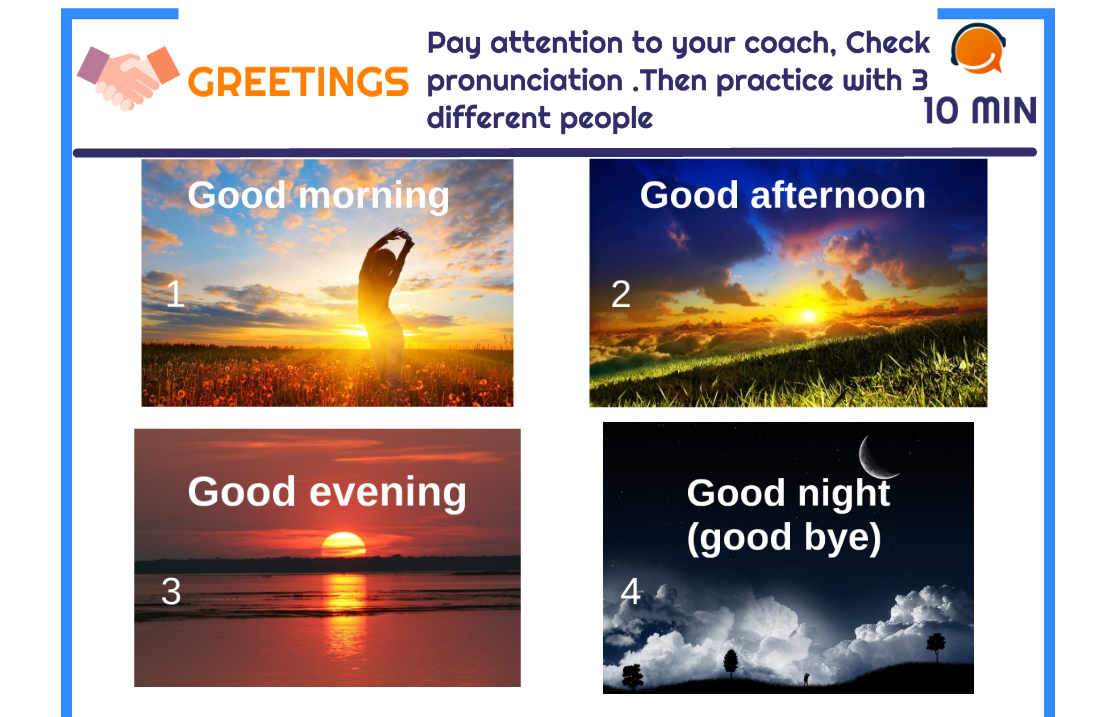 GREETINGS
Pay attention to your coach, Check
pronunciation .Then practice with 3
different people
10 MIN
Good morning
1
Good afternoon
2
Good evening
3
Good night
(good bye)
4